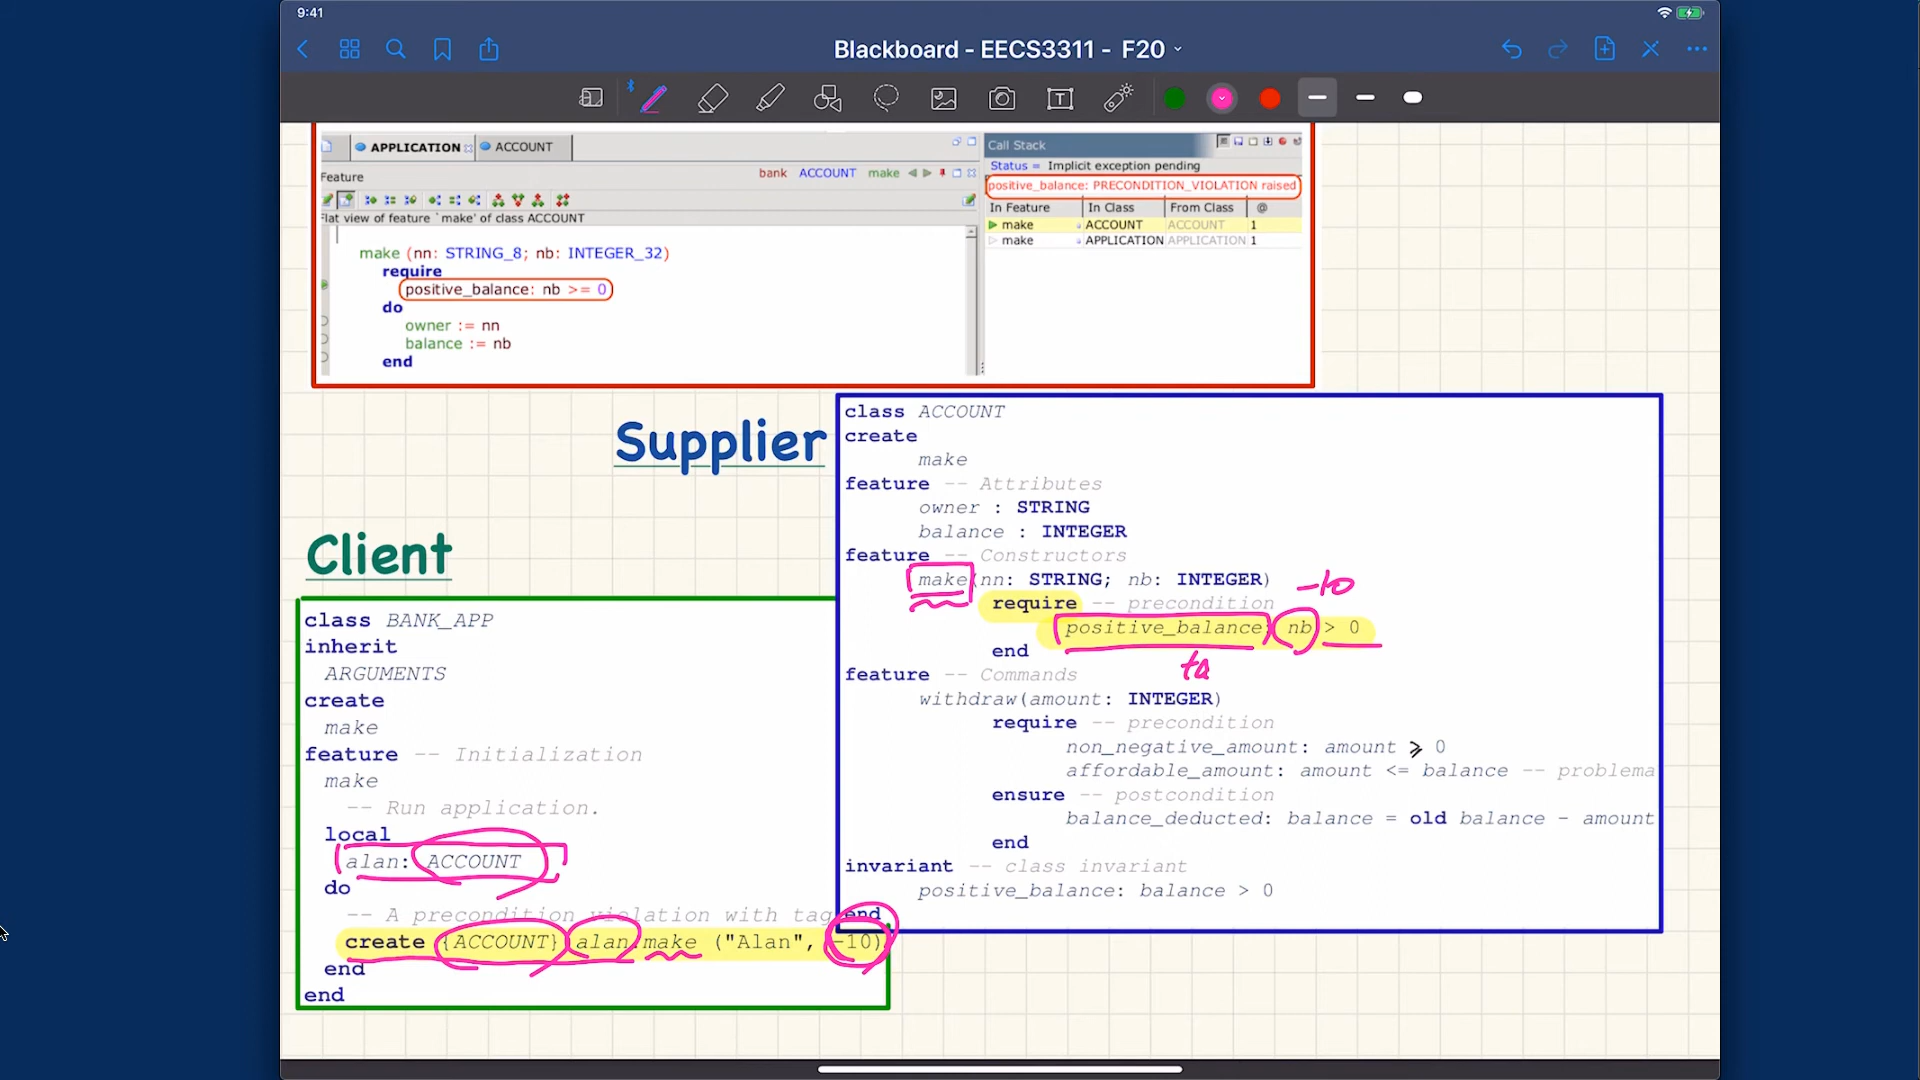 9:41
Blackboard - EECS3311 - F20
APPLICATION
ACCOUNT
Feature
bank ACCOUNT make
Flat view of feature `make' of class ACCOUNT
make (nn: STRING_8; nb: INTEGER_32)
require
positive_balance: nb >= 0
do
owner := nn
balance := nb
end
Call Stack
Status = Implicit exception pending
positive_balance: PRECONDITION_VIOLATION raised
In Feature In Class From Class @
make ACCOUNT ACCOUNT 1
make APPLICATION APPLICATION 1
Supplier
class ACCOUNT
create
make
feature -- Attributes
owner : STRING
balance : INTEGER
feature -- Constructors
make(nn: STRING; nb: INTEGER)
-10
require -- precondition
positive_balance: nb > 0
end
ta
feature -- Commands
withdraw(amount: INTEGER)
require -- precondition
non_negative_amount: amount ≥ 0
affordable_amount: amount <= balance -- problema
ensure -- postcondition
balance_deducted: balance = old balance - amount
end
invariant -- class invariant
positive_balance: balance > 0
end
Client
class BANK_APP
inherit
ARGUMENTS
create
make
feature -- Initialization
make
-- Run application.
local
alan: ACCOUNT
do
-- A precondition violation with tag
create {ACCOUNT} alan.make ("Alan", -10)
end
end